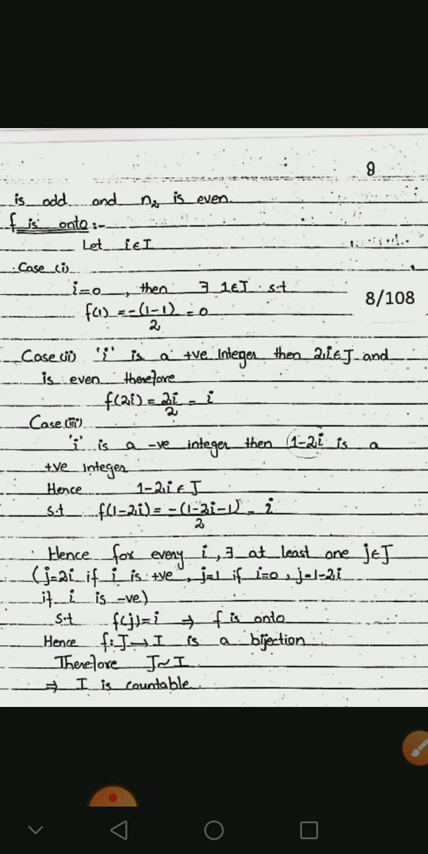 8
is odd and n₂ is even.
f is onto:-
Let i∈I
Case (i)
i=0, then ∃ 1∈J s.t
f(1) = -(1-1)/2 = 0
8/108
Case(ii) 'i' is a +ve Integer then 2i∈J and
is even therefore
f(2i) = 2i/2 = i
Case(iii)
'i' is a -ve integer then 1-2i is a
+ve Integer
Hence 1-2i∈J
s.t f(1-2i) = -(1-2i-1)/2 = i
Hence for every i, ∃ at least one j∈J
(j=2i if i is +ve, j=1 if i=0, j=1-2i
if i is -ve)
s.t f(j)=i ⇒ f is onto
Hence f:J→I is a bijection
Therefore J~I
⇒ I is countable.